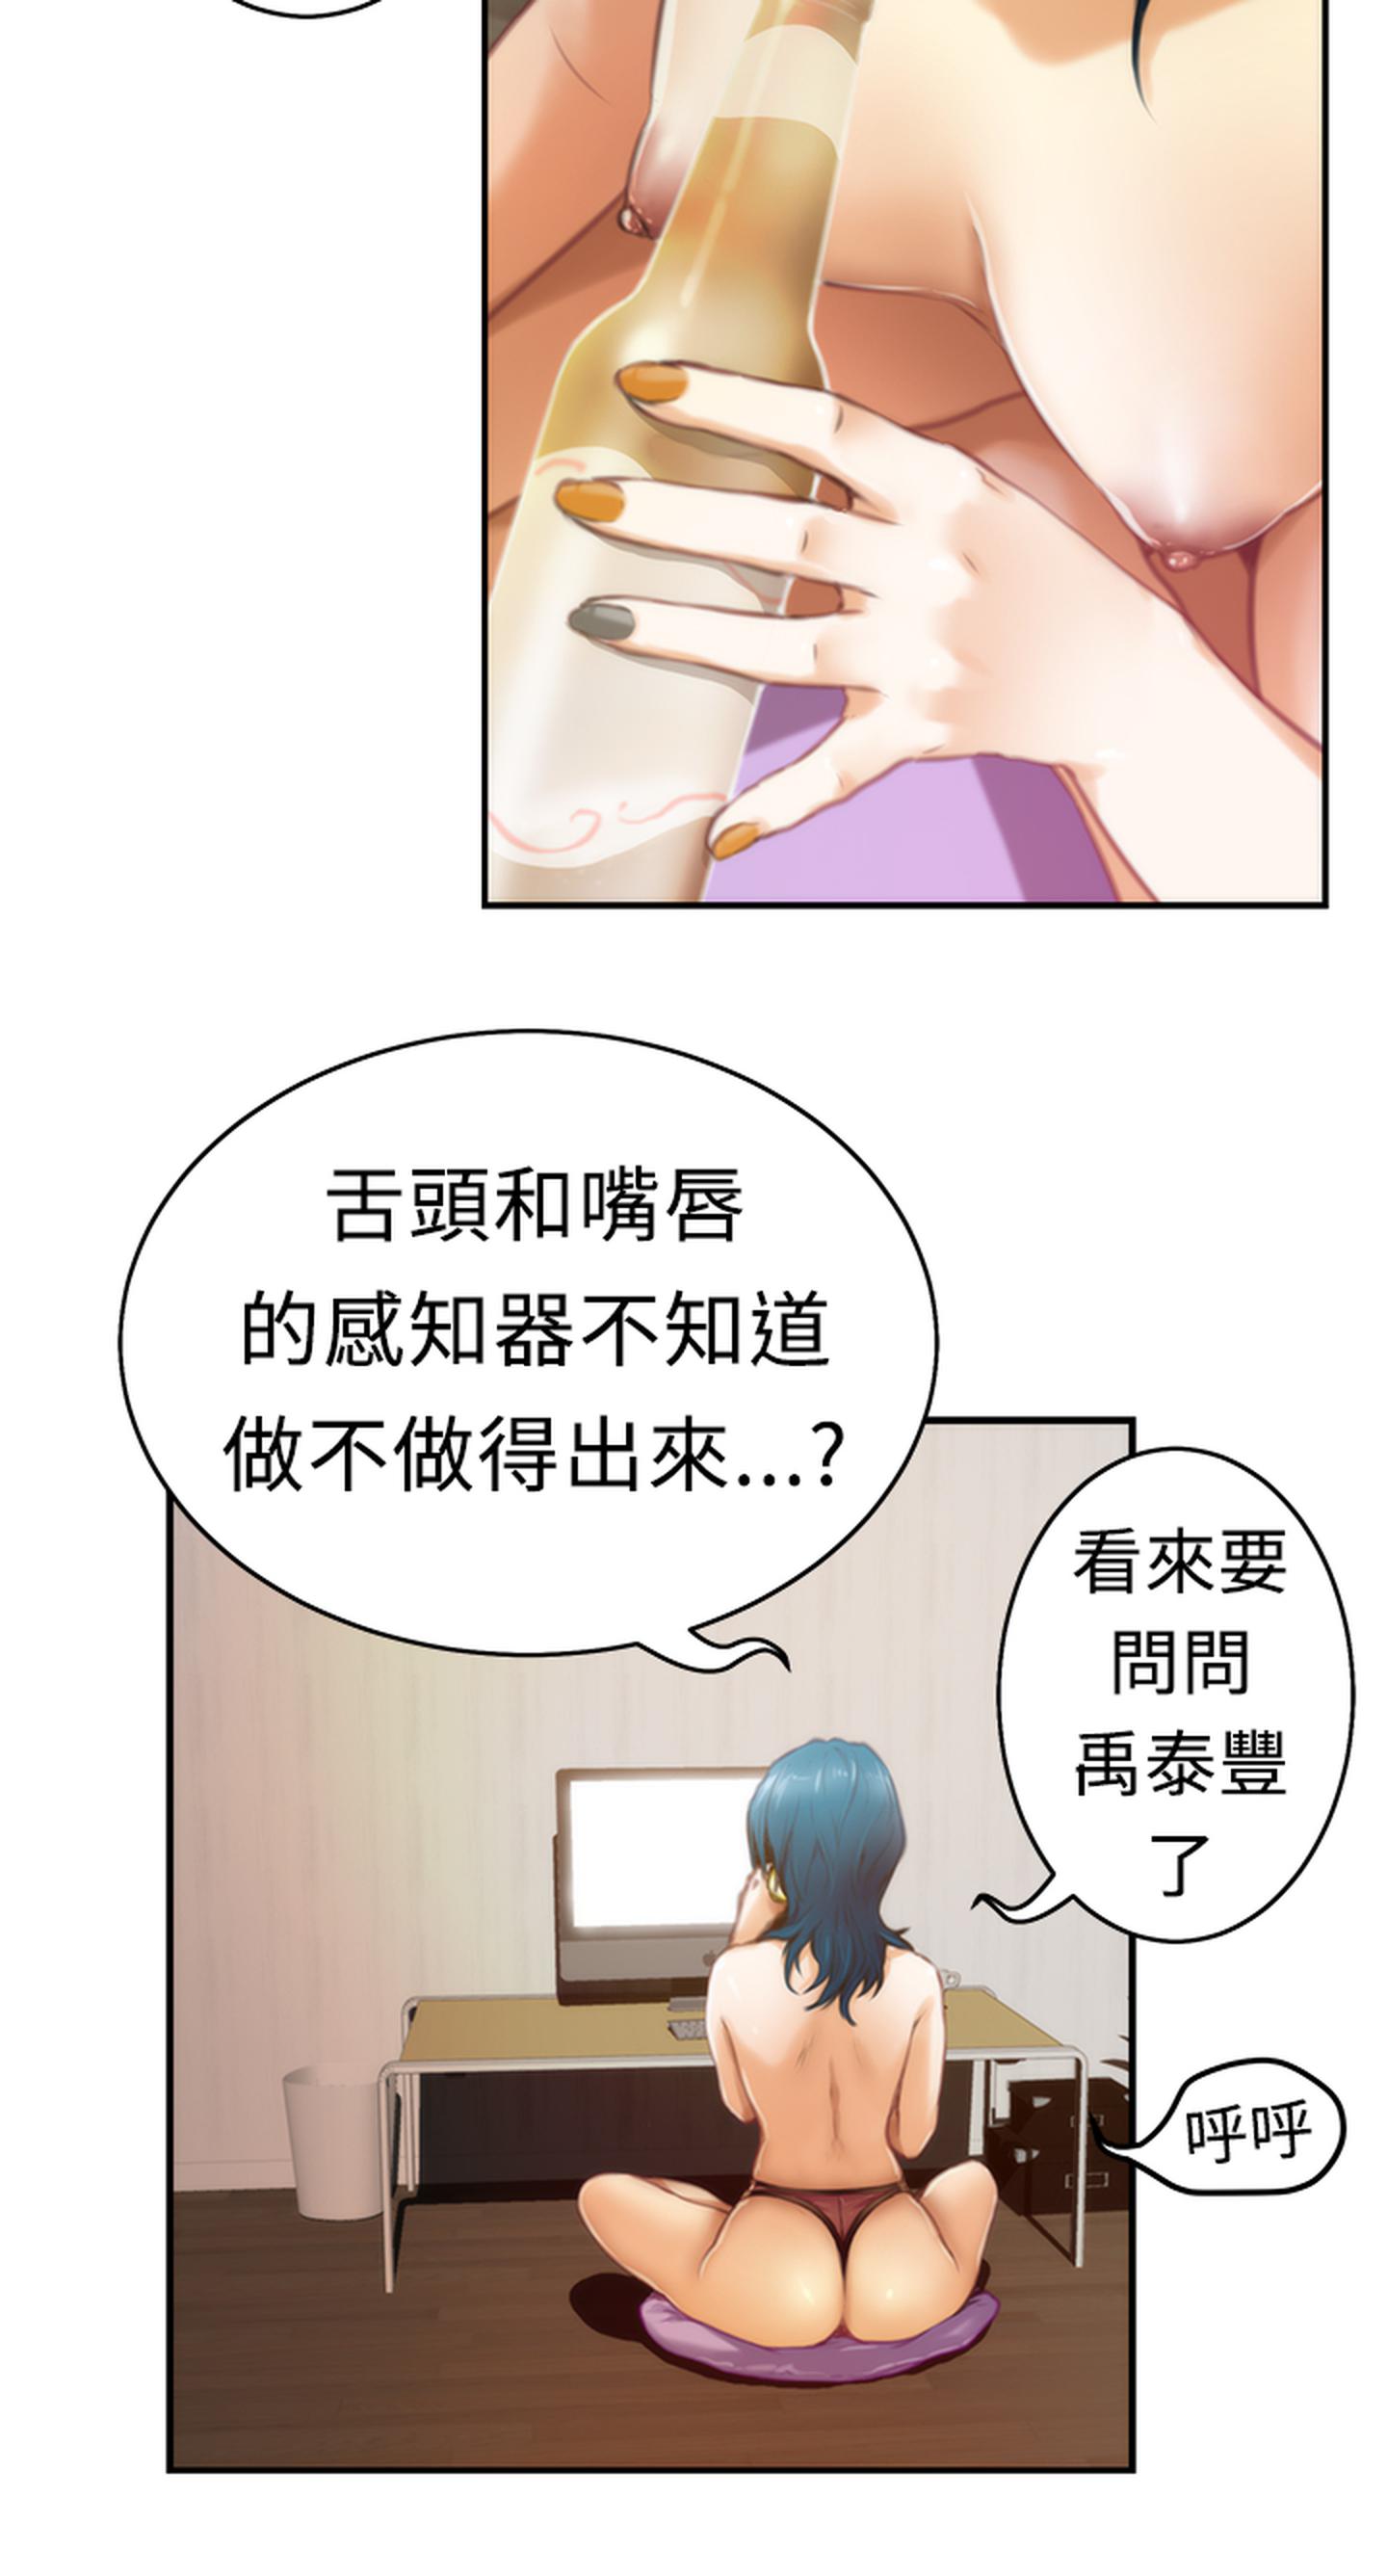 舌頭和嘴唇
的感知器不知道
做不做得出來...?
看來要
問問
禹泰豐
了
呼呼